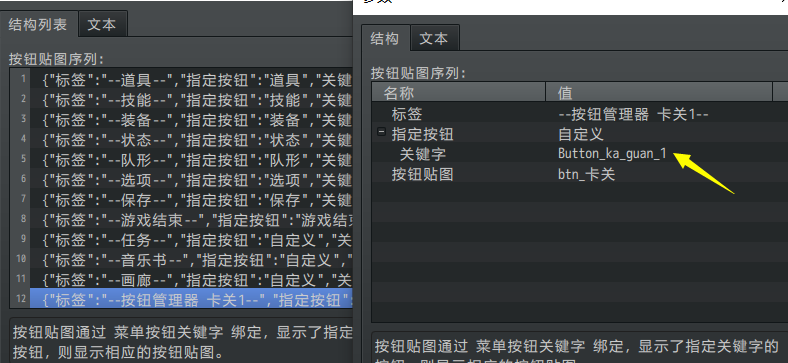 结构列表 文本
按钮贴图序列:
1 {"标签":"--道具--","指定按钮":"道具","关键
2 {"标签":"--技能--","指定按钮":"技能","关键
3 {"标签":"--装备--","指定按钮":"装备","关键
4 {"标签":"--状态--","指定按钮":"状态","关键
5 {"标签":"--队形--","指定按钮":"队形","关键
6 {"标签":"--选项--","指定按钮":"选项","关键
7 {"标签":"--保存--","指定按钮":"保存","关键
8 {"标签":"--游戏结束--","指定按钮":"游戏结束
9 {"标签":"--任务--","指定按钮":"自定义","关
10 {"标签":"--音乐书--","指定按钮":"自定义",
11 {"标签":"--画廊--","指定按钮":"自定义","关
12 {"标签":"--按钮管理器 卡关1--","指定按钮"
按钮贴图通过 菜单按钮关键字 绑定，显示了指定
按钮，则显示相应的按钮贴图。
结构 文本
按钮贴图序列:
名称 值
标签 --按钮管理器 卡关1--
指定按钮 自定义
关键字 Button_ka_guan_1
按钮贴图 btn_卡关
按钮贴图通过 菜单按钮关键字 绑定，显示了指定关键字的